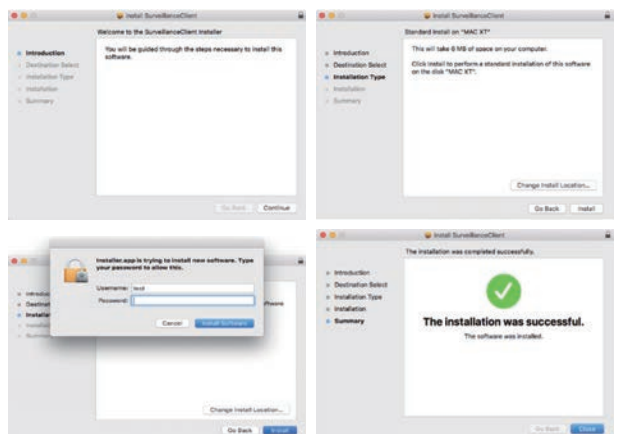 Install SurveillanceClient
Welcome to the SurveillanceClient Installer
Introduction
Destination Select
Installation Type
Installation
Summary
You will be guided through the steps necessary to install this
software.
Go Back
Continue
Install SurveillanceClient
Standard Install on "MAC XT"
Introduction
Destination Select
Installation Type
Installation
Summary
This will take 6 MB of space on your computer.
Click Install to perform a standard installation of this software
on the disk "MAC XT".
Change Install Location...
Go Back
Install
Installer.app is trying to install new software. Type
your password to allow this.
Username: test
Password:
Cancel
Install Software
Change Install Location...
Go Back
Install
Install SurveillanceClient
The installation was completed successfully.
Introduction
Destination Select
Installation Type
Installation
Summary
The installation was successful.
The software was installed.
Go Back
Close